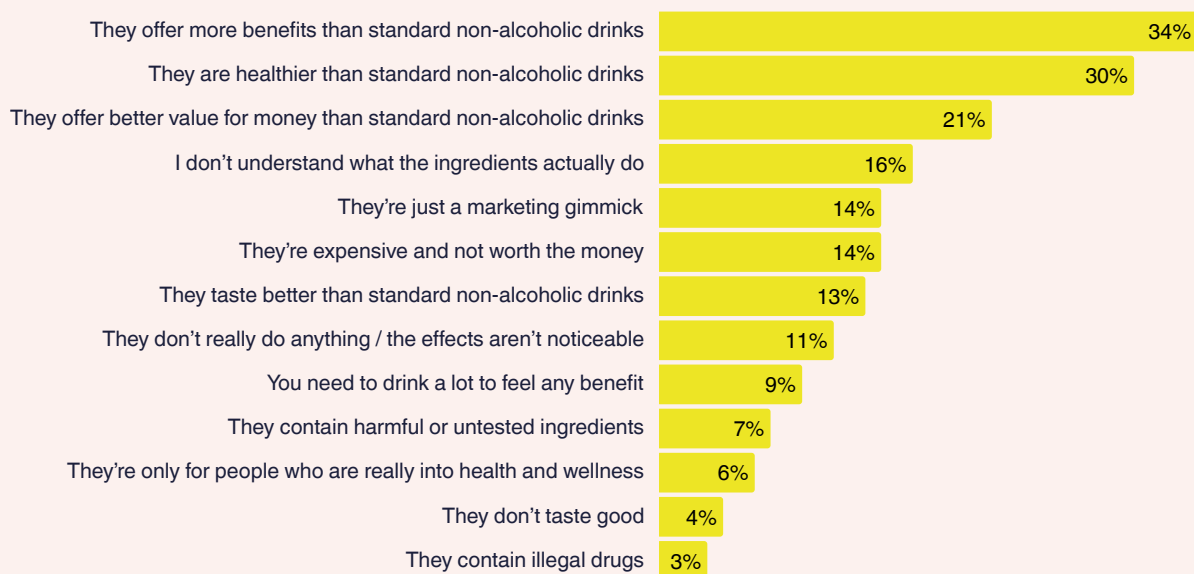 They offer more benefits than standard non-alcoholic drinks 34%
They are healthier than standard non-alcoholic drinks 30%
They offer better value for money than standard non-alcoholic drinks 21%
I don’t understand what the ingredients actually do 16%
They’re just a marketing gimmick 14%
They’re expensive and not worth the money 14%
They taste better than standard non-alcoholic drinks 13%
They don’t really do anything / the effects aren’t noticeable 11%
You need to drink a lot to feel any benefit 9%
They contain harmful or untested ingredients 7%
They’re only for people who are really into health and wellness 6%
They don’t taste good 4%
They contain illegal drugs 3%